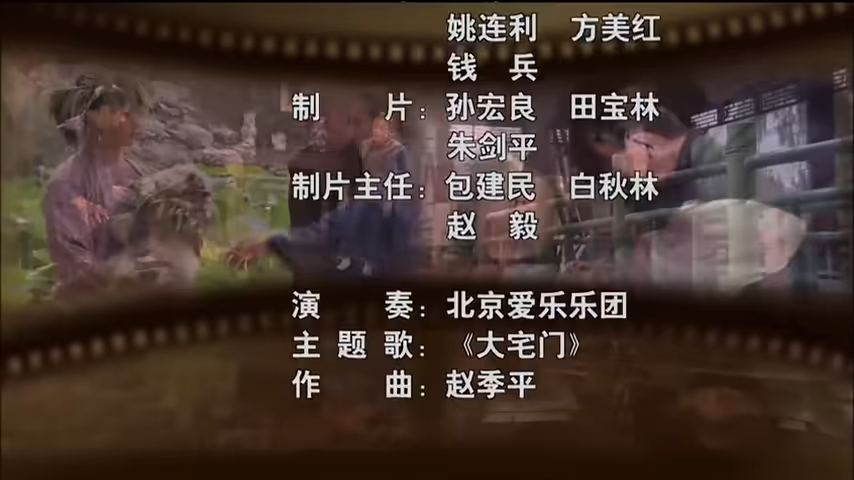 姚连利 方美红
钱 兵
制 片：孙宏良 田宝林
朱剑平
制片主任：包建民 白秋林
赵 毅
演 奏：北京爱乐乐团
主 题 歌：《大宅门》
作 曲：赵季平